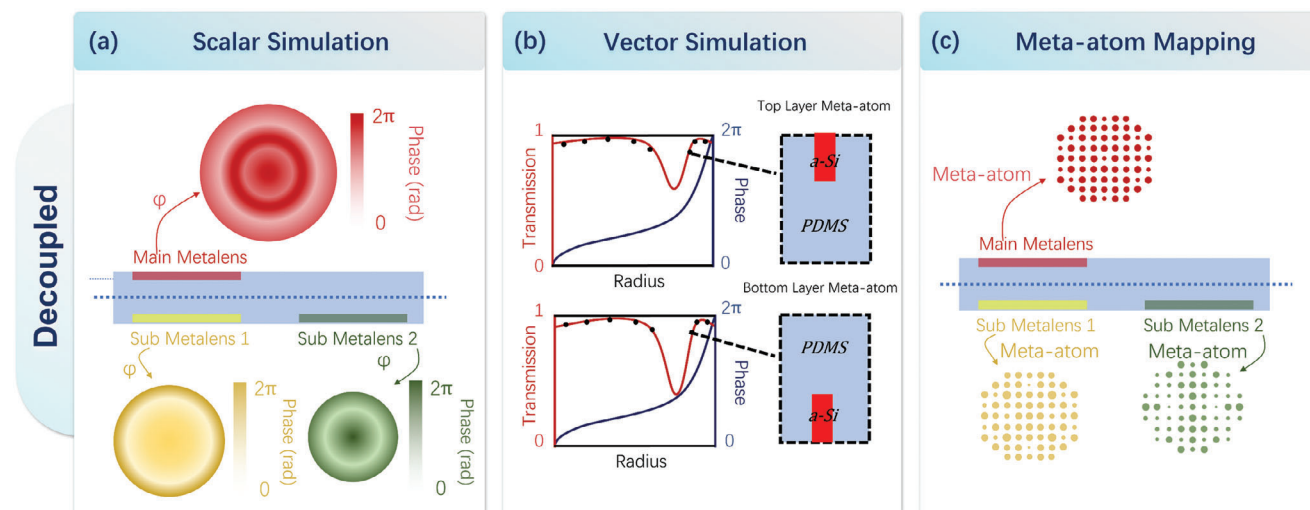 Decoupled
(a) Scalar Simulation
2π
Phase (rad)
0
φ
Main Metalens
Sub Metalens 1
Sub Metalens 2
φ
φ
2π
Phase (rad)
0
2π
Phase (rad)
0
(b) Vector Simulation
1
Transmission
0
2π
Phase
0
Radius
Top Layer Meta-atom
a-Si
PDMS
1
Transmission
0
2π
Phase
0
Radius
Bottom Layer Meta-atom
PDMS
a-Si
(c) Meta-atom Mapping
Meta-atom
Main Metalens
Sub Metalens 1
Meta-atom
Sub Metalens 2
Meta-atom